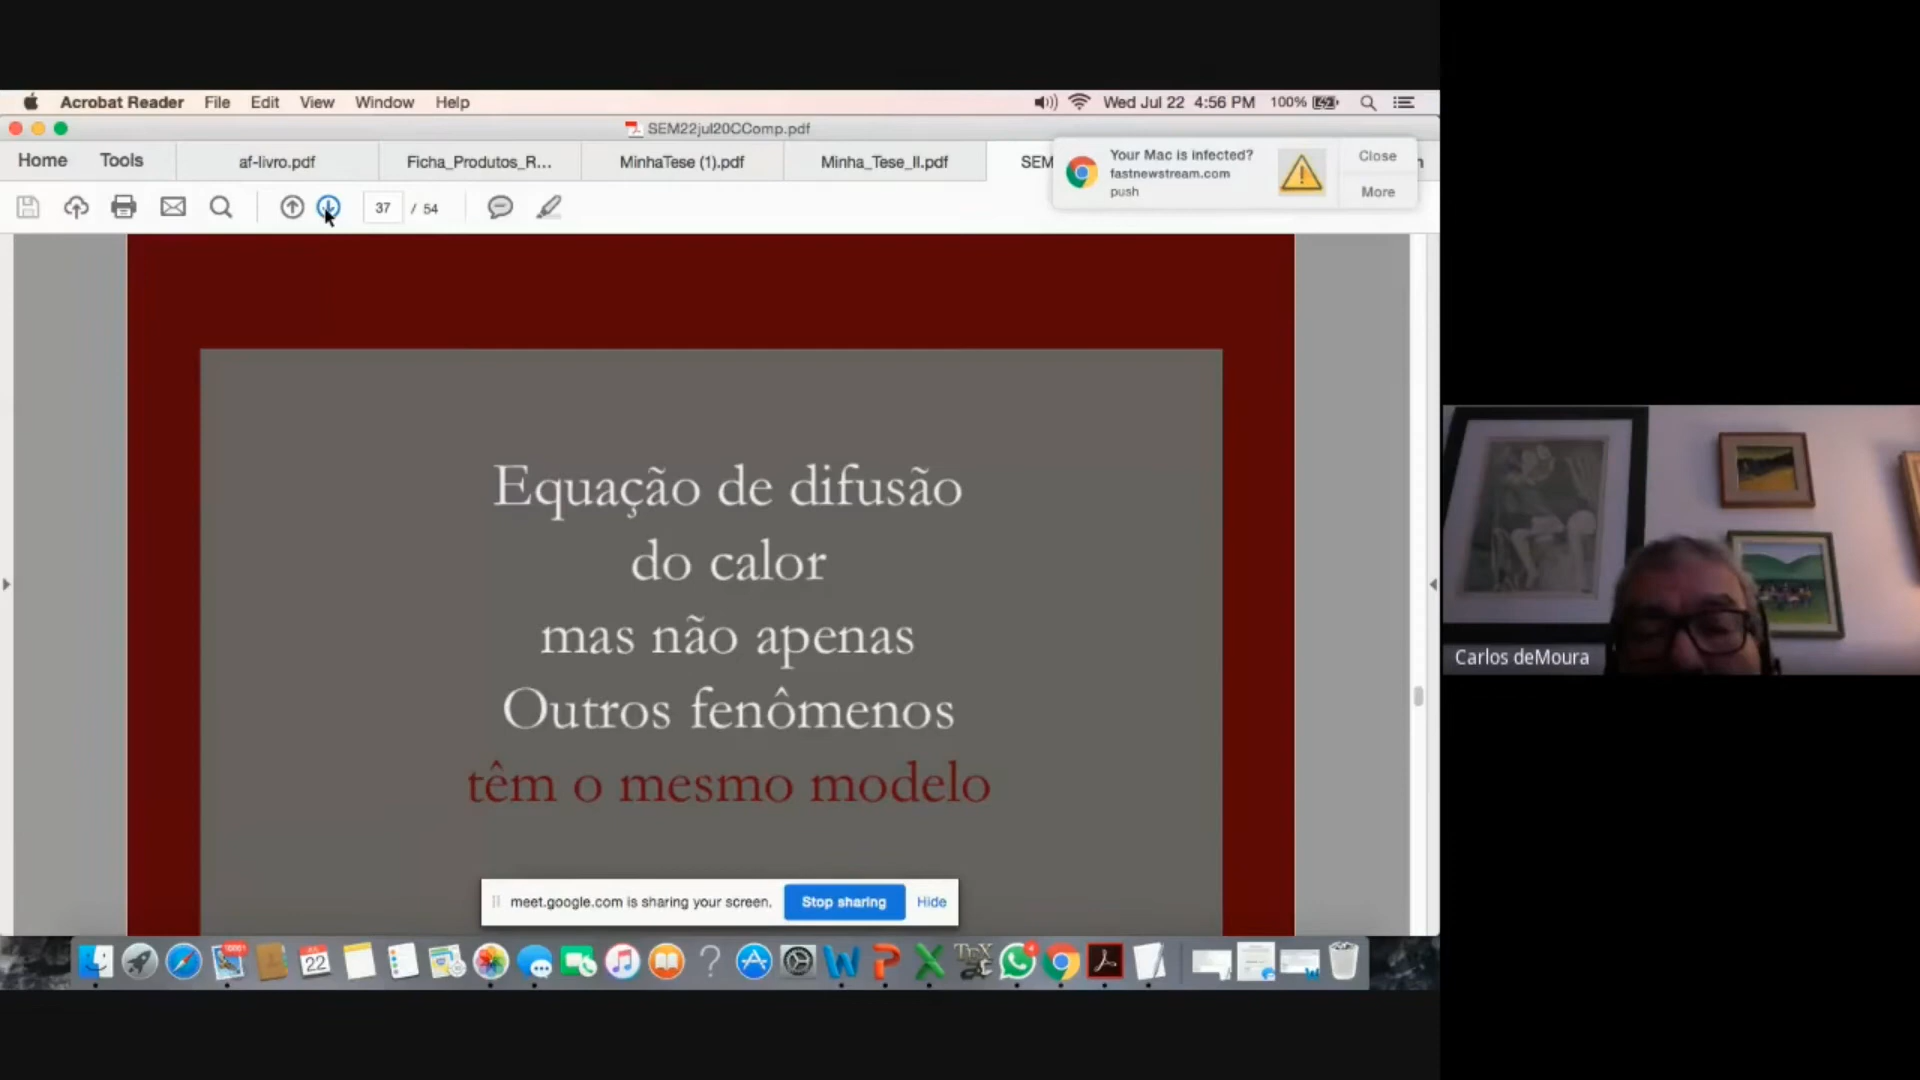 Acrobat Reader File Edit View Window Help
Wed Jul 22 4:56 PM 100%
SEM22jul20CComp.pdf
Home Tools af-livro.pdf Ficha_Produtos_R... MinhaTese (1).pdf Minha_Tese_II.pdf SEM
Your Mac is infected? Close
fastnewstream.com
push More
37 / 54
Equação de difusão
do calor
mas não apenas
Outros fenômenos
têm o mesmo modelo
Carlos deMoura
meet.google.com is sharing your screen. Stop sharing Hide
JUL
22
4